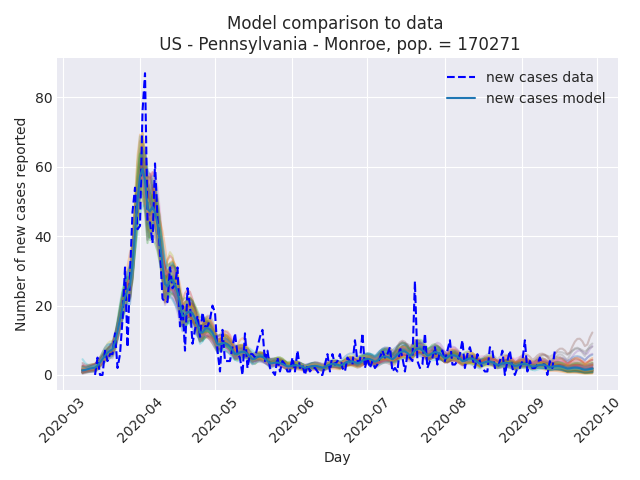 Model comparison to data
US - Pennsylvania - Monroe, pop. = 170271
new cases data
new cases model
Number of new cases reported
80
60
40
20
0
2020-03
2020-04
2020-05
2020-06
2020-07
2020-08
2020-09
2020-10
Day